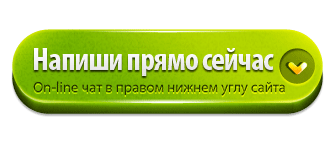 Напиши прямо сейчас
On-line чат в правом нижнем углу сайта